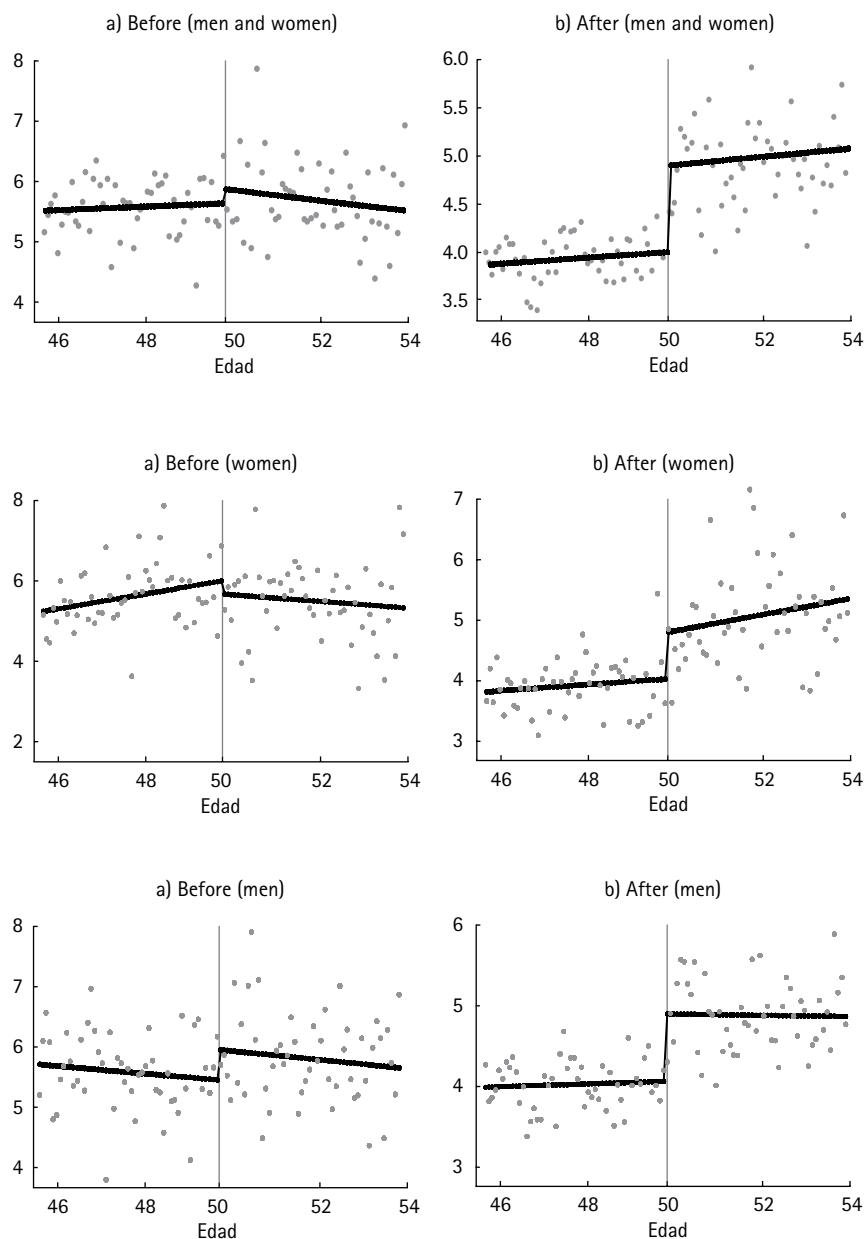 a) Before (men and women)
8
7
6
5
4
46 48 50 52 54
Edad
b) After (men and women)
6.0
5.5
5.0
4.5
4.0
3.5
46 48 50 52 54
Edad
a) Before (women)
8
6
4
2
46 48 50 52 54
Edad
b) After (women)
7
6
5
4
3
46 48 50 52 54
Edad
a) Before (men)
8
7
6
5
4
46 48 50 52 54
Edad
b) After (men)
6
5
4
3
46 48 50 52 54
Edad